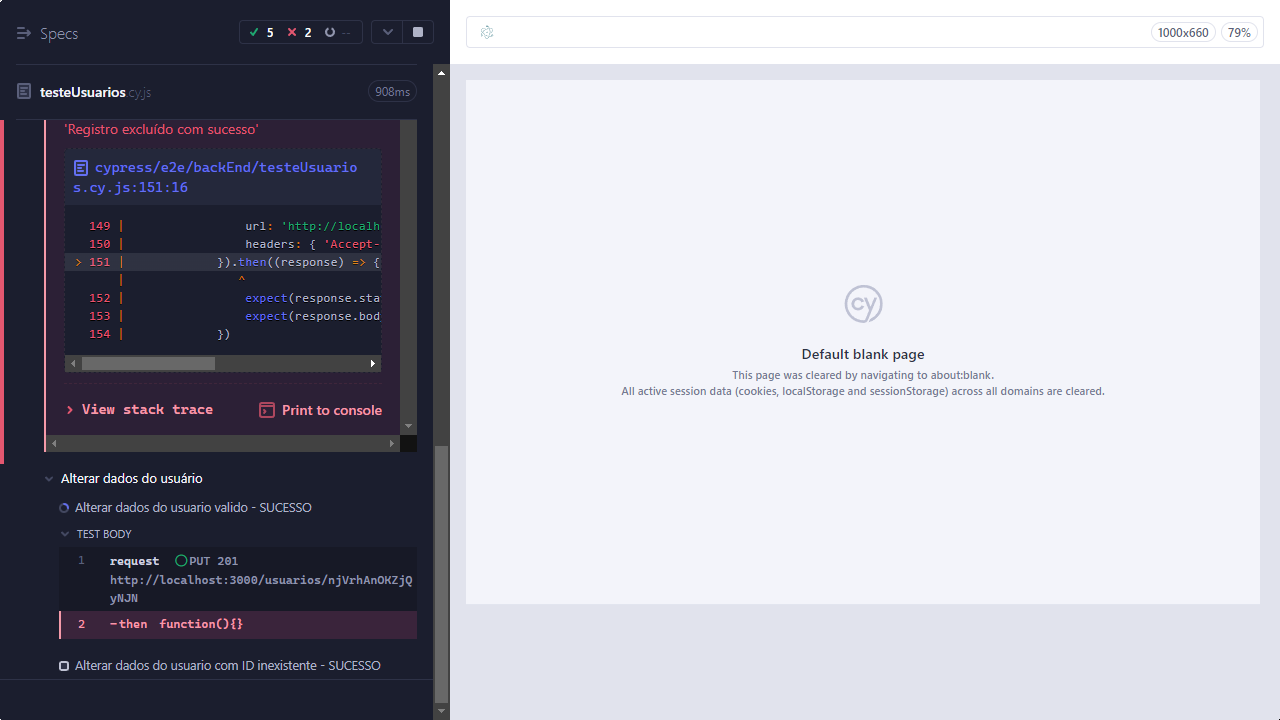 Specs
5
2
--
1000x660
79%
testeUsuarios.cy.js
908ms
'Registro excluído com sucesso'
cypress/e2e/backEnd/testeUsuario
s.cy.js:151:16
149 | url: 'http://localh
150 | headers: { 'Accept-
> 151 | }).then((response) => {
| ^
152 | expect(response.sta
153 | expect(response.bod
154 | })
> View stack trace
Print to console
Alterar dados do usuário
Alterar dados do usuario valido - SUCESSO
TEST BODY
1 request PUT 201
http://localhost:3000/usuarios/njVrhAnOKZjQ
yNJN
2 -then function(){}
Alterar dados do usuario com ID inexistente - SUCESSO
cy
Default blank page
This page was cleared by navigating to about:blank.
All active session data (cookies, localStorage and sessionStorage) across all domains are cleared.